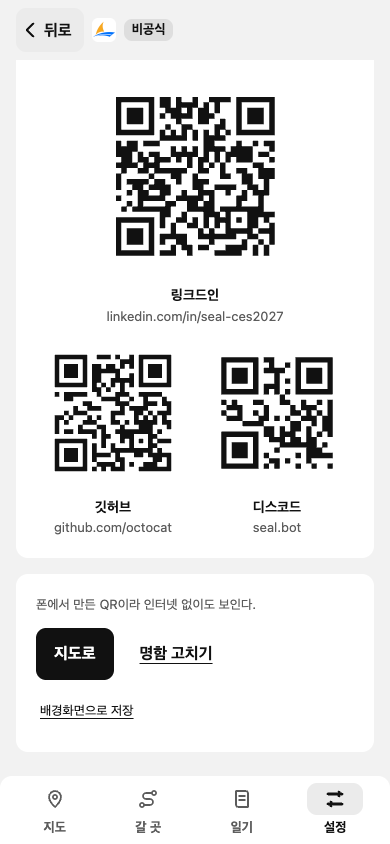 뒤로
비공식
링크드인
linkedin.com/in/seal-ces2027
깃허브
디스코드
github.com/octocat
seal.bot
폰에서 만든 QR이라 인터넷 없이도 보인다.
지도로
명함 고치기
배경화면으로 저장
지도
갈 곳
일기
설정